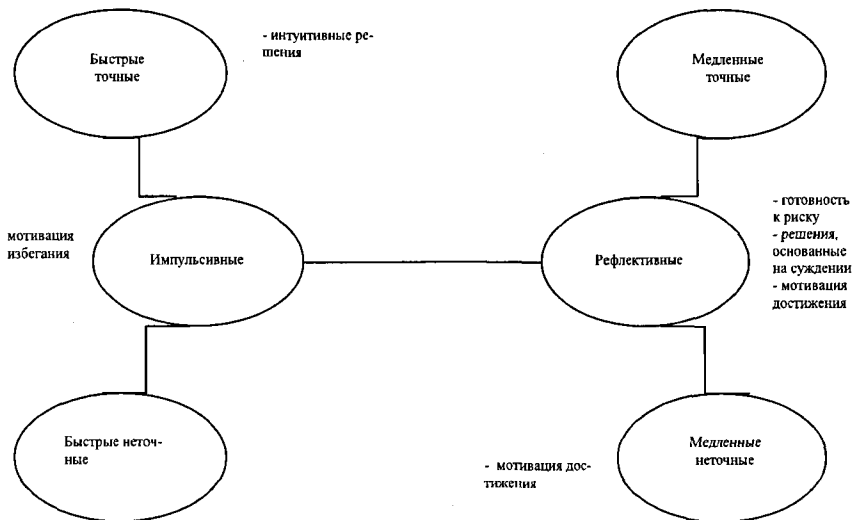 Быстрые
точные
- интуитивные ре-
шения
Медленные
точные
мотивация
избегания
Импульсивные
Рефлективные
- готовность
к риску
- решения,
основанные
на суждении
- мотивация
достижения
Быстрые неточ-
ные
- мотивация дос-
тижения
Медленные
неточные